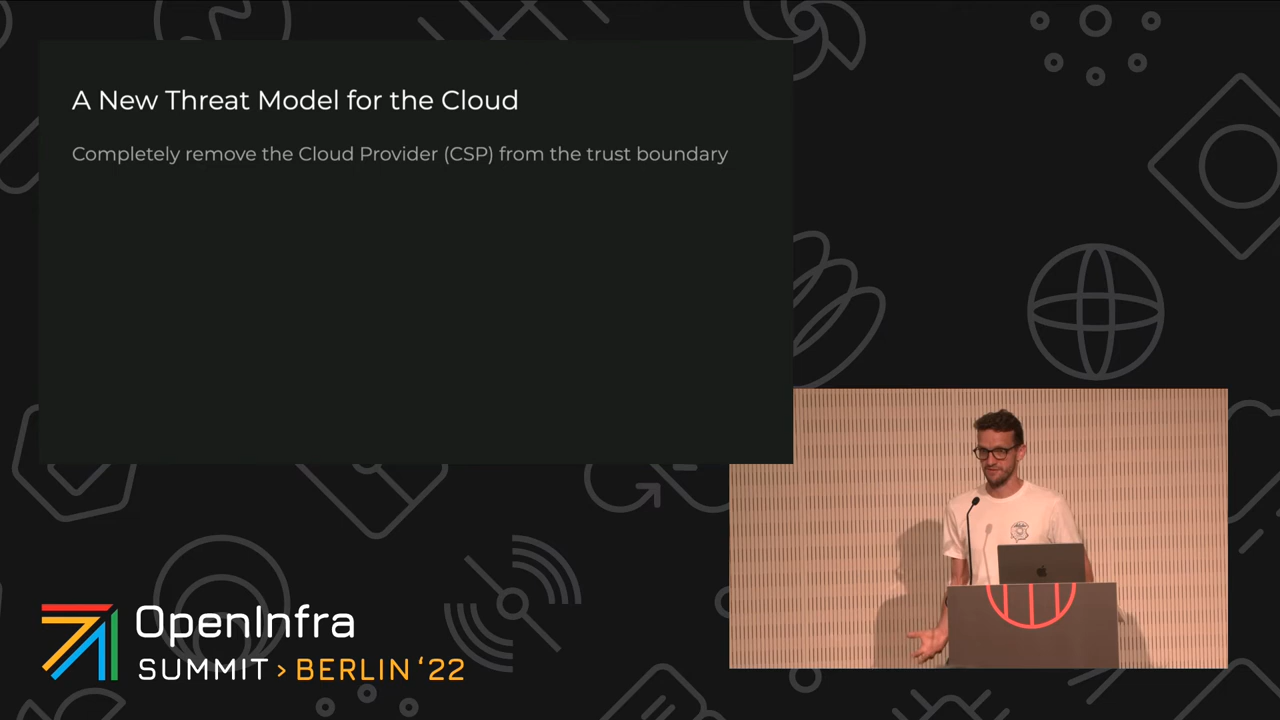 A New Threat Model for the Cloud
Completely remove the Cloud Provider (CSP) from the trust boundary
OpenInfra
SUMMIT > BERLIN ‘22